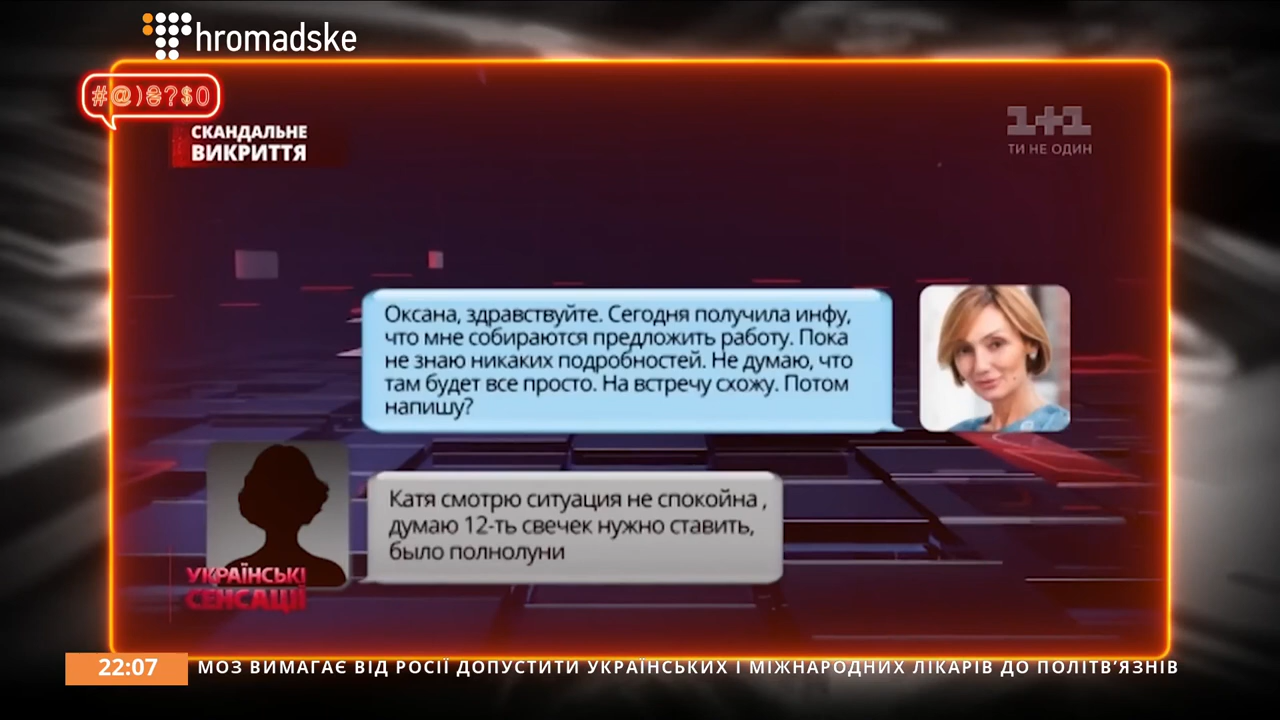 hromadske
#@)₴?$0
СКАНДАЛЬНЕ
ВИКРИТТЯ
1+1
ТИ НЕ ОДИН
Оксана, здравствуйте. Сегодня получила инфу,
что мне собираются предложить работу. Пока
не знаю никаких подробностей. Не думаю, что
там будет все просто. На встречу схожу. Потом
напишу?
Катя смотрю ситуация не спокойна ,
думаю 12-ть свечек нужно ставить,
было полнолуни
УКРАЇНСЬКІ
СЕНСАЦІЇ
22:07 МОЗ ВИМАГАЄ ВІД РОСІЇ ДОПУСТИТИ УКРАЇНСЬКИХ І МІЖНАРОДНИХ ЛІКАРІВ ДО ПОЛІТВ’ЯЗНІВ